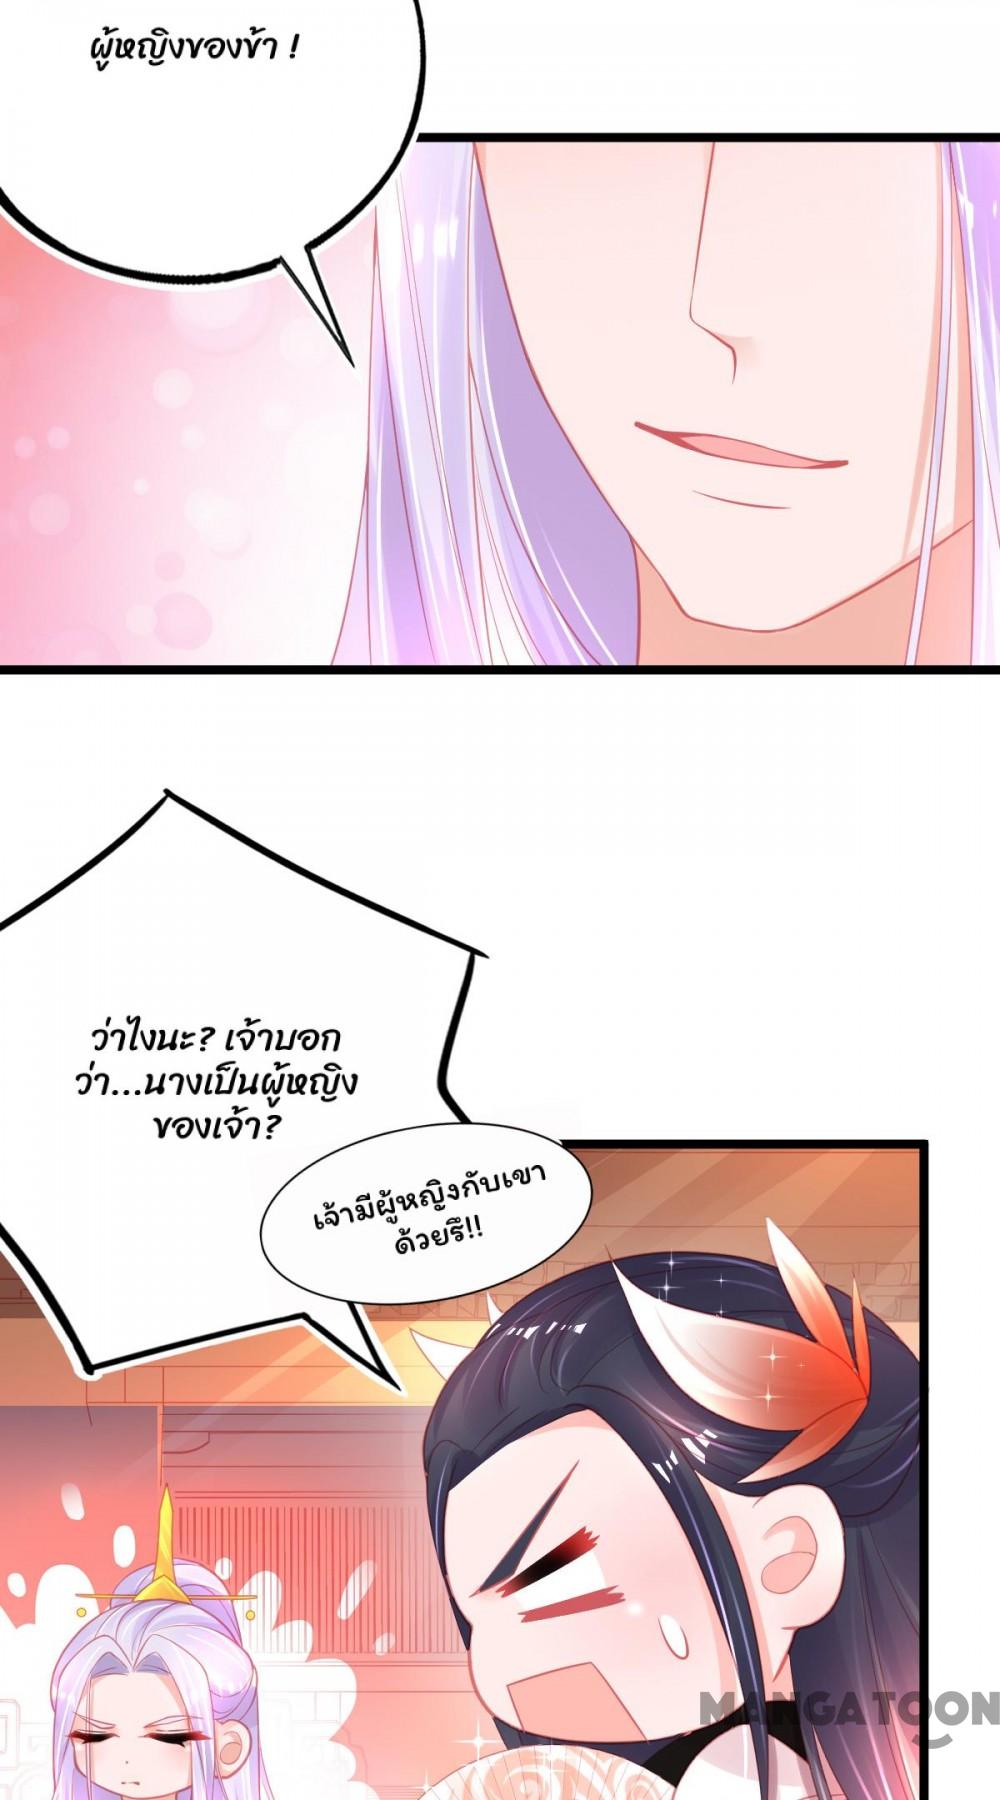 ผู้หญิงของข้า !
ว่าไงนะ? เจ้าบอก
ว่า...นางเป็นผู้หญิง
ของเจ้า?
เจ้ามีผู้หญิงกับเขา
ด้วยรึ!!
MANGATOON